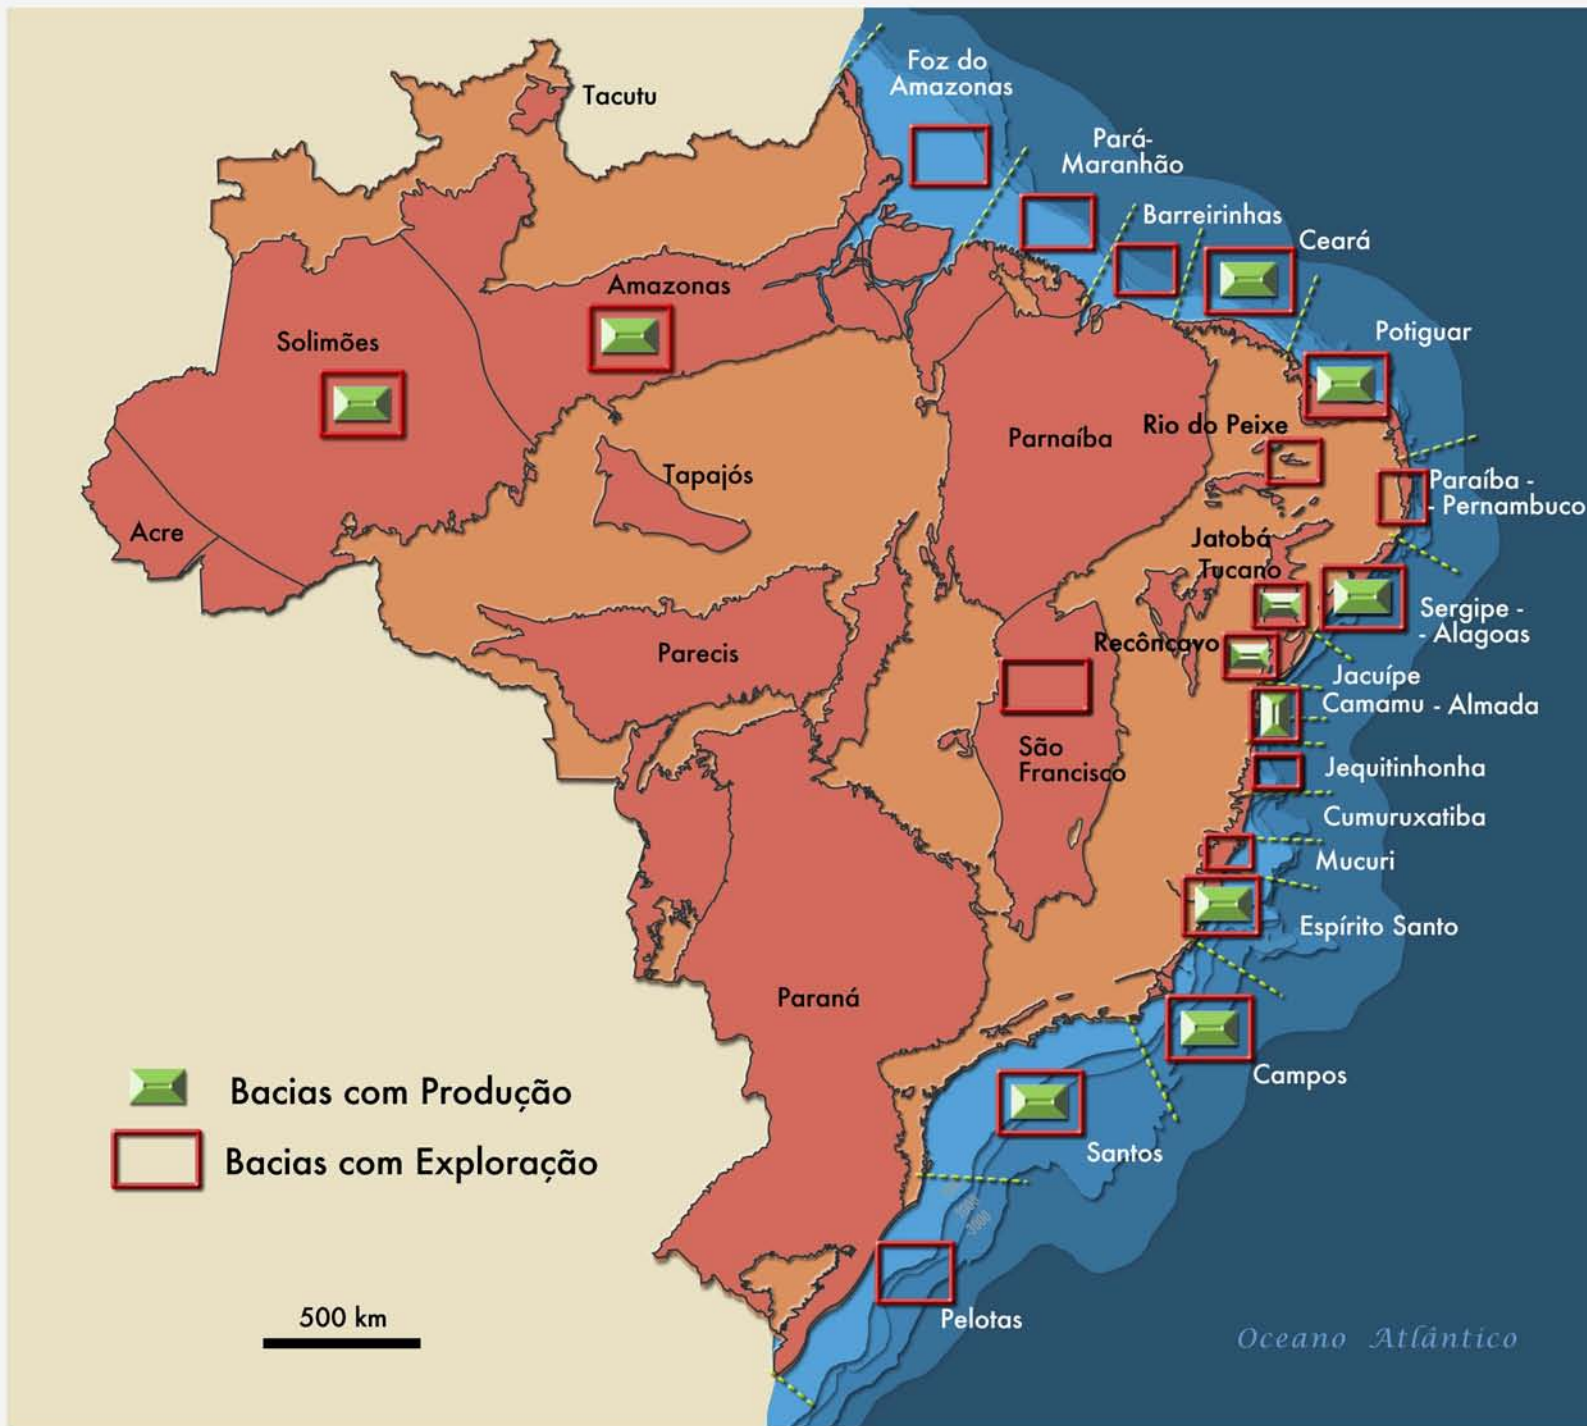 Foz do
Amazonas
Tacutu
Pará-
Maranhão
Barreirinhas
Ceará
Amazonas
Solimões
Potiguar
Rio do Peixe
Parnaíba
Tapajós
Paraíba -
- Pernambuco
Acre
Jatobá
Tucano
Sergipe -
- Alagoas
Recôncavo
Parecis
Jacuípe
Camamu - Almada
São
Francisco
Jequitinhonha
Cumuruxatiba
Mucuri
Espírito Santo
Paraná
Campos
Bacias com Produção
Santos
Bacias com Exploração
3000
500 km
Pelotas
Oceano Atlântico